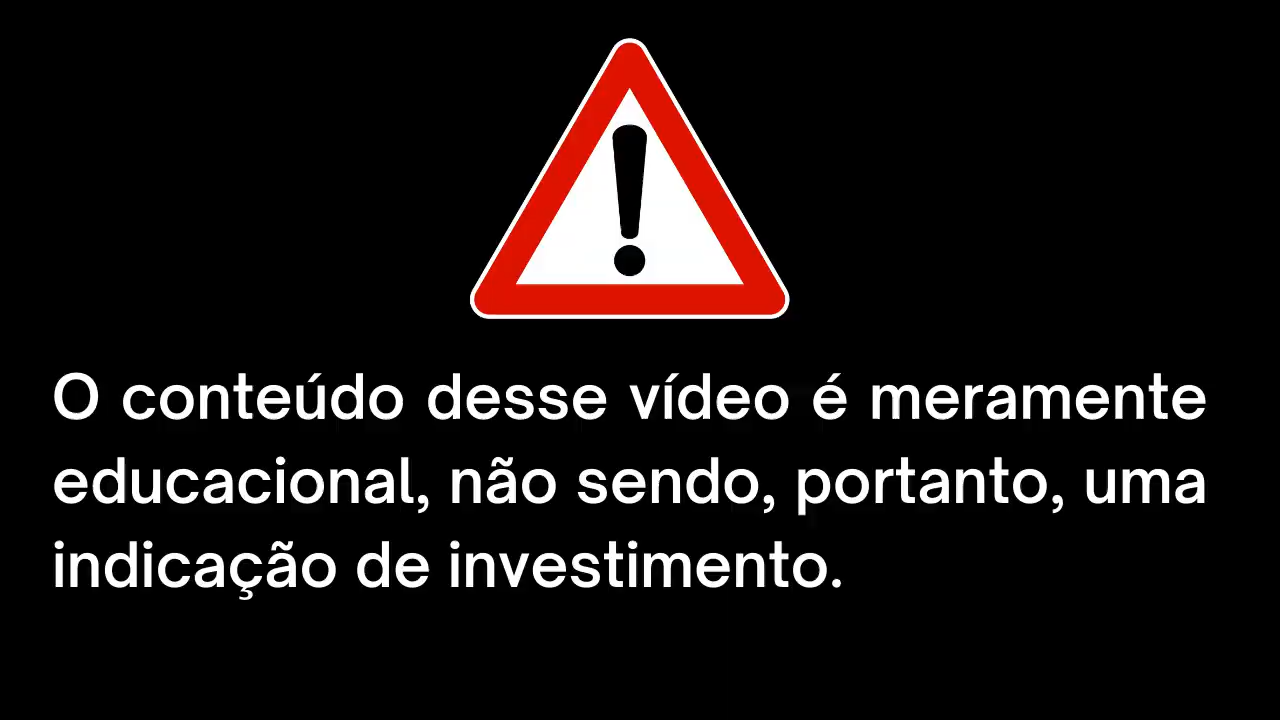 O conteúdo desse vídeo é meramente
educacional, não sendo, portanto, uma
indicação de investimento.